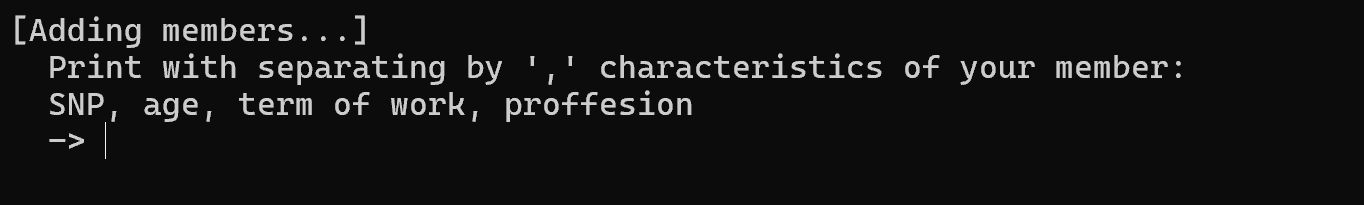 [Adding members...]
Print with separating by ',' characteristics of your member:
SNP, age, term of work, proffesion
->